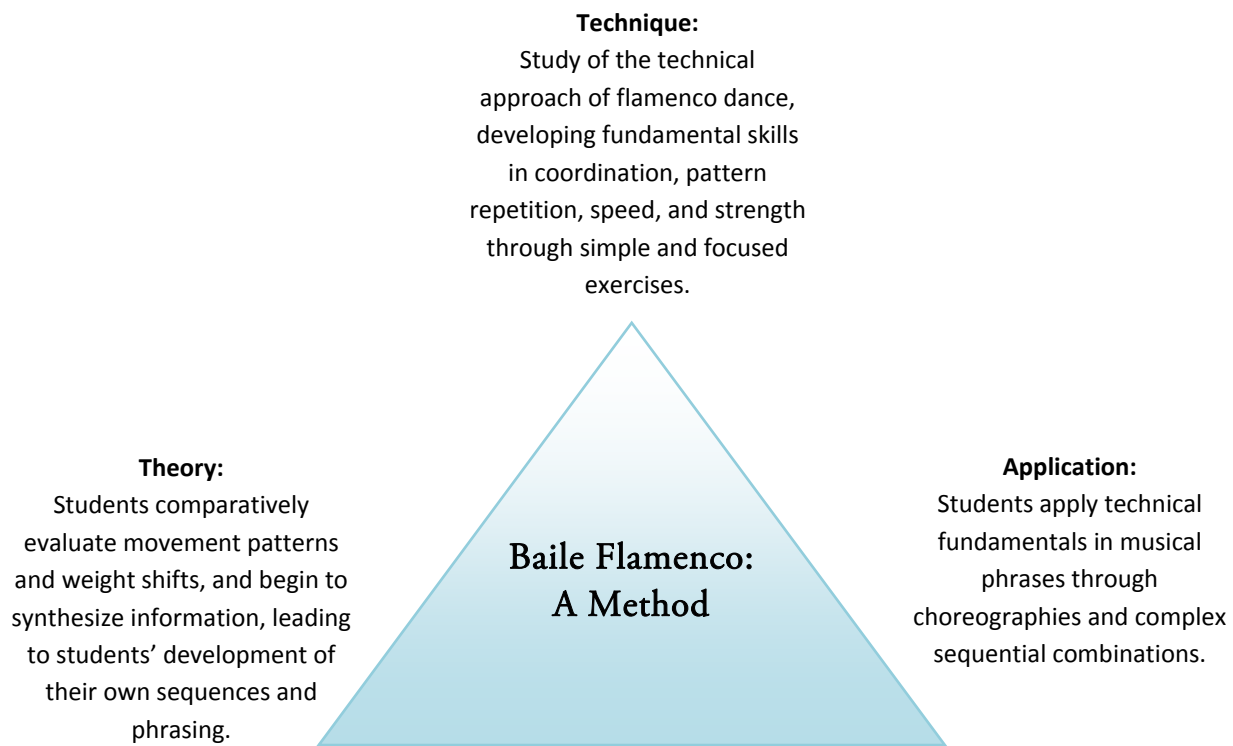 Technique:
Study of the technical
approach of flamenco dance,
developing fundamental skills
in coordination, pattern
repetition, speed, and strength
through simple and focused
exercises.
Theory:
Students comparatively
evaluate movement patterns
and weight shifts, and begin to
synthesize information, leading
to students’ development of
their own sequences and
phrasing.
Baile Flamenco:
A Method
Application:
Students apply technical
fundamentals in musical
phrases through
choreographies and complex
sequential combinations.